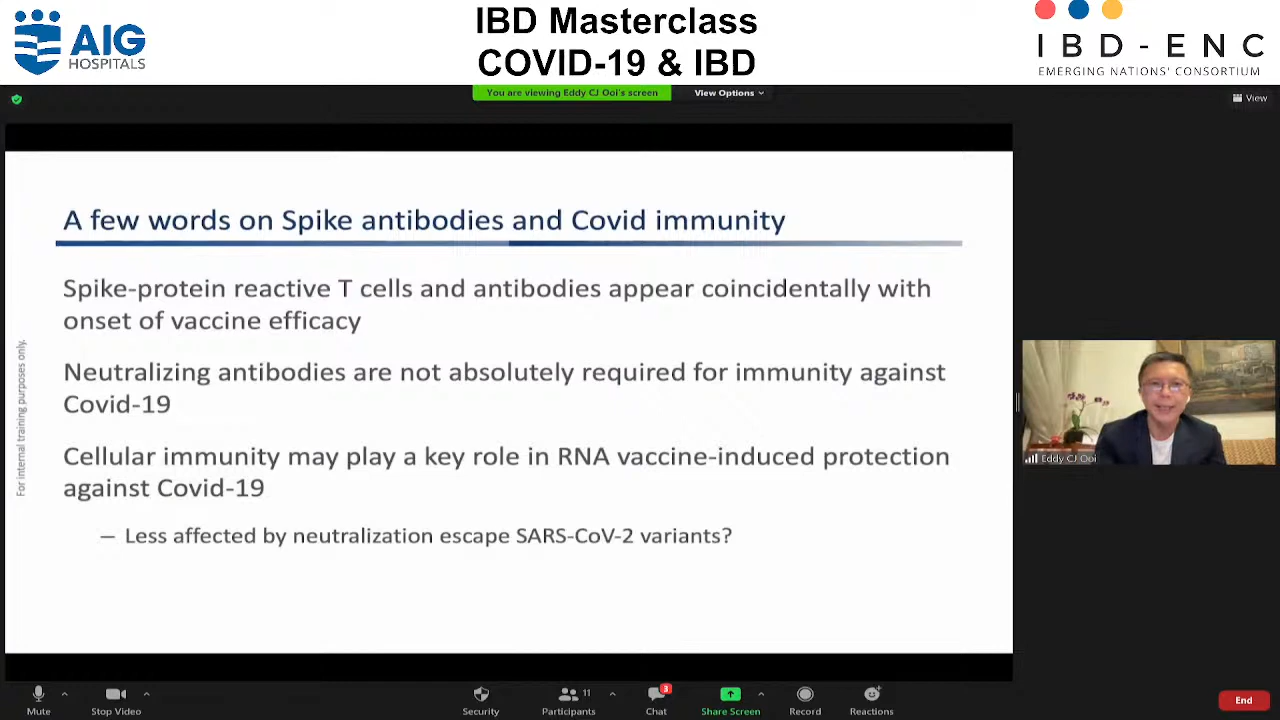 AIG
HOSPITALS
IBD Masterclass
COVID-19 & IBD
IBD-ENC
EMERGING NATIONS' CONSORTIUM
You are viewing Eddy CJ Ooi's screen
View Options
View
A few words on Spike antibodies and Covid immunity
Spike-protein reactive T cells and antibodies appear coincidentally with
onset of vaccine efficacy
Neutralizing antibodies are not absolutely required for immunity against
Covid-19
Cellular immunity may play a key role in RNA vaccine-induced protection
against Covid-19
– Less affected by neutralization escape SARS-CoV-2 variants?
For internal training purposes only.
Eddy CJ Ooi
Mute
Stop Video
Security
Participants
11
Chat
3
Share Screen
Record
Reactions
End